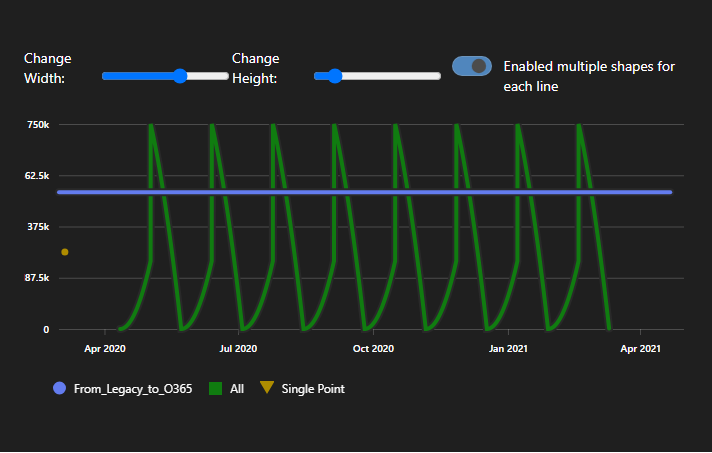 Change Width:
Change Height:
Enabled multiple shapes for each line
750k
62.5k
375k
87.5k
0
Apr 2020
Jul 2020
Oct 2020
Jan 2021
Apr 2021
From_Legacy_to_O365
All
Single Point